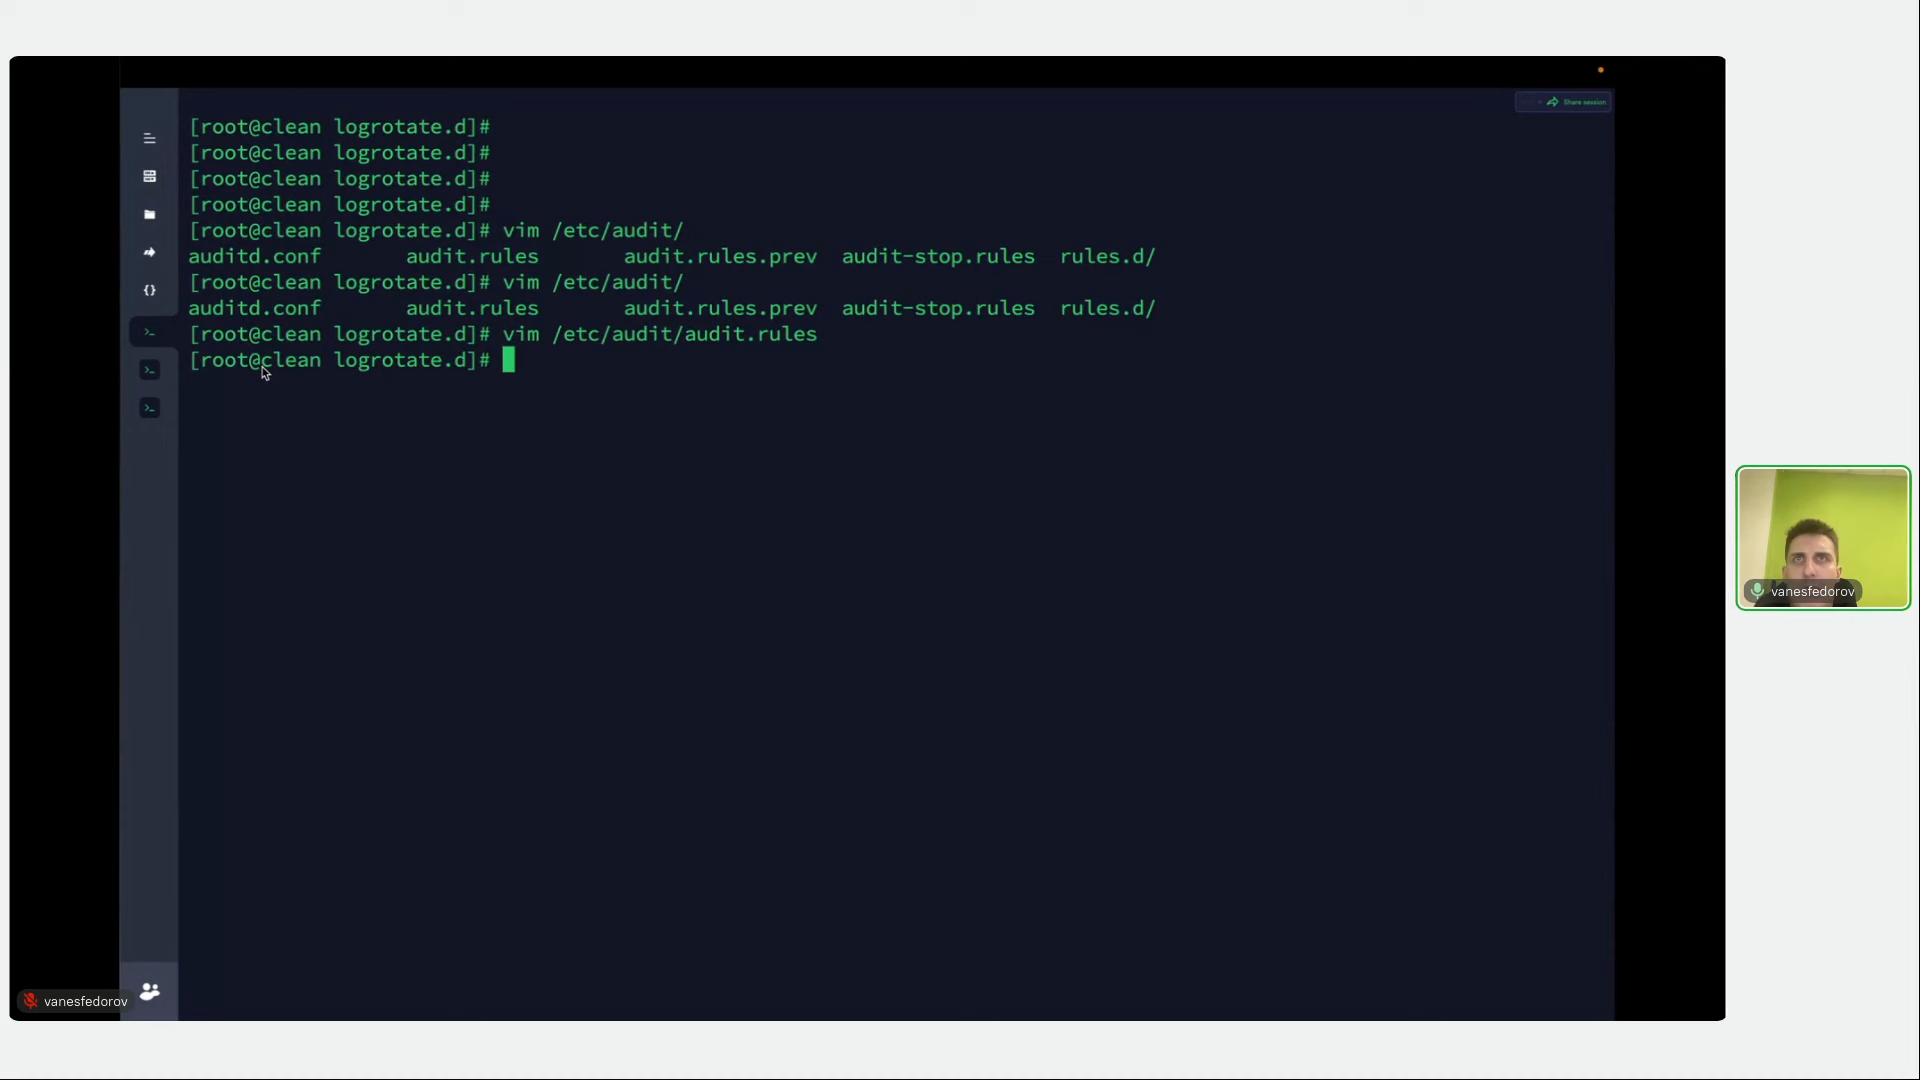 Share session
[root@clean logrotate.d]#
[root@clean logrotate.d]#
[root@clean logrotate.d]#
[root@clean logrotate.d]#
[root@clean logrotate.d]# vim /etc/audit/
auditd.conf audit.rules audit.rules.prev audit-stop.rules rules.d/
[root@clean logrotate.d]# vim /etc/audit/
auditd.conf audit.rules audit.rules.prev audit-stop.rules rules.d/
[root@clean logrotate.d]# vim /etc/audit/audit.rules
[root@clean logrotate.d]#
vanesfedorov
vanesfedorov